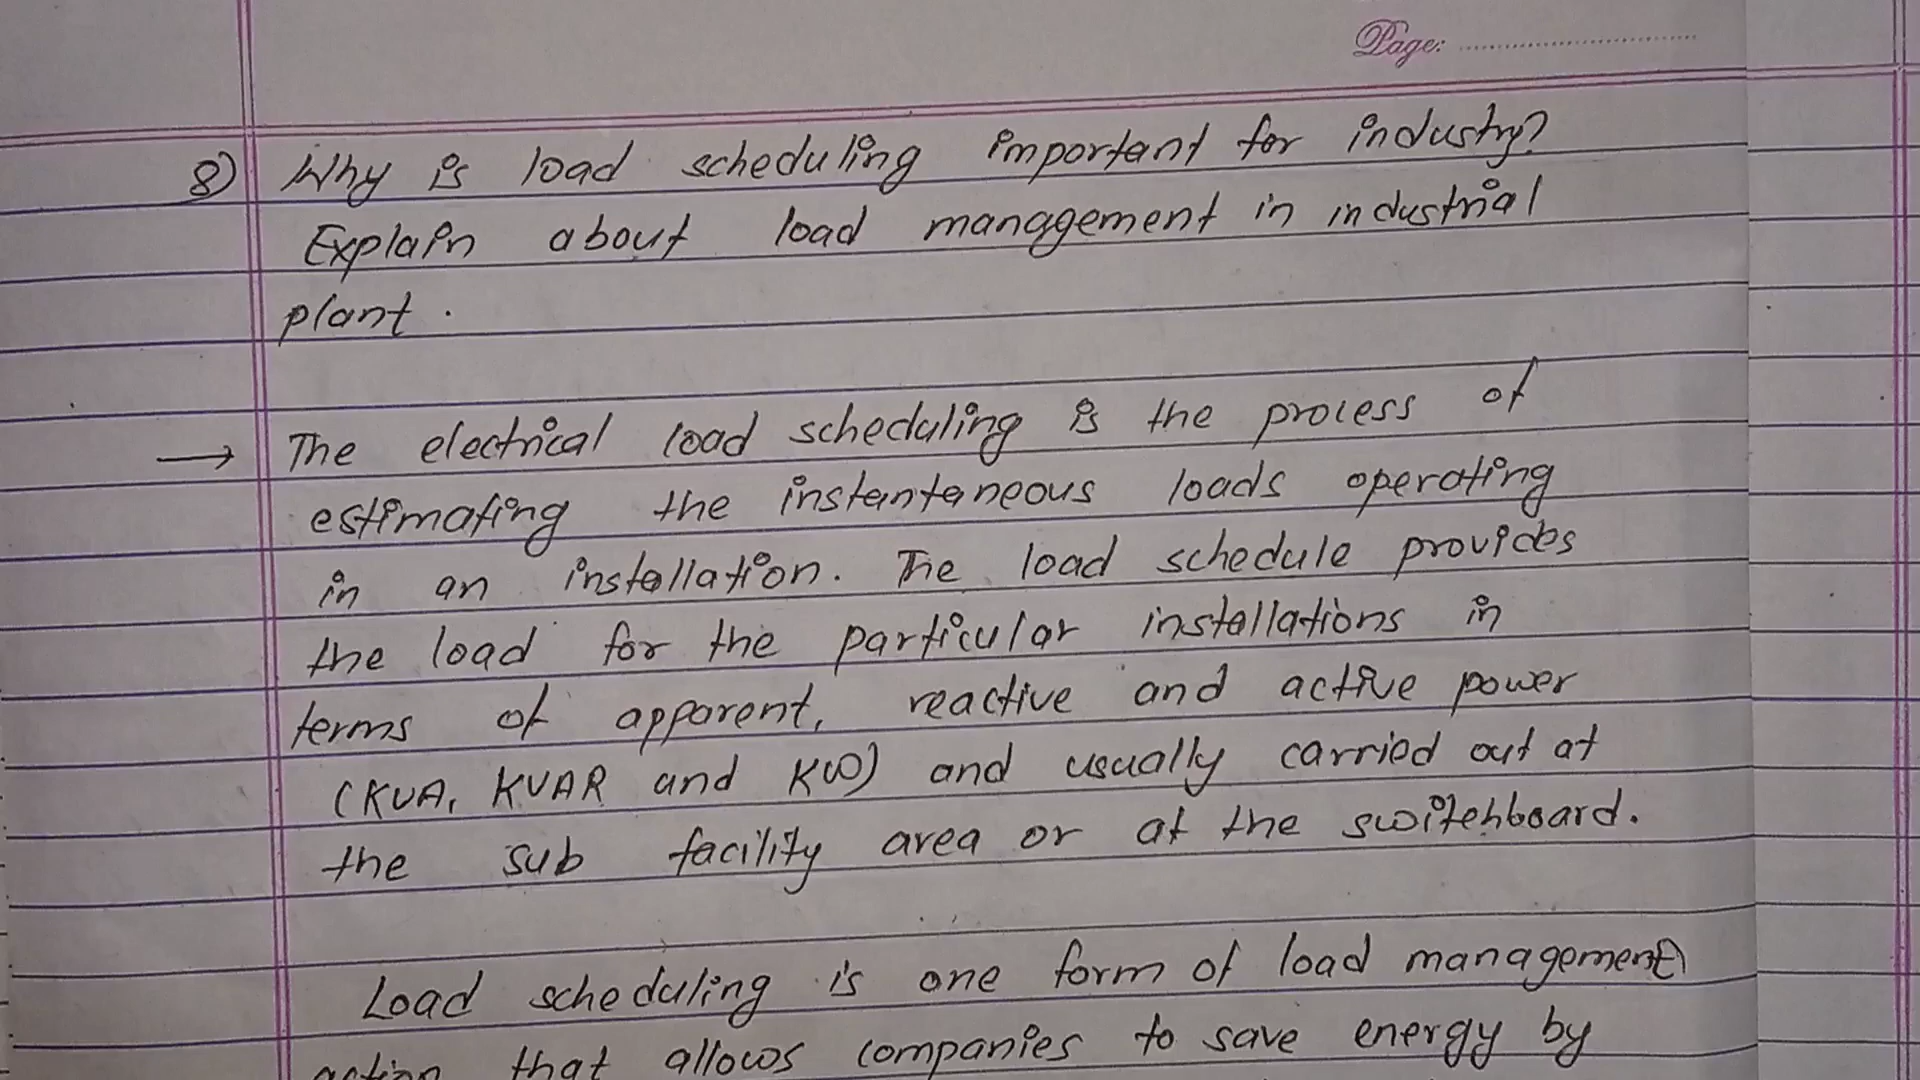 Page:
8) Why is load scheduling important for industry?
Explain about load management in industrial
plant.
→ The electrical load scheduling is the process of
estimating the instantaneous loads operating
in an installation. The load schedule provides
the load for the particular installations in
terms of apparent, reactive and active power
(KVA, KVAR and KW) and usually carried out at
the sub facility area or at the switchboard.
Load scheduling is one form of load management
action that allows companies to save energy by